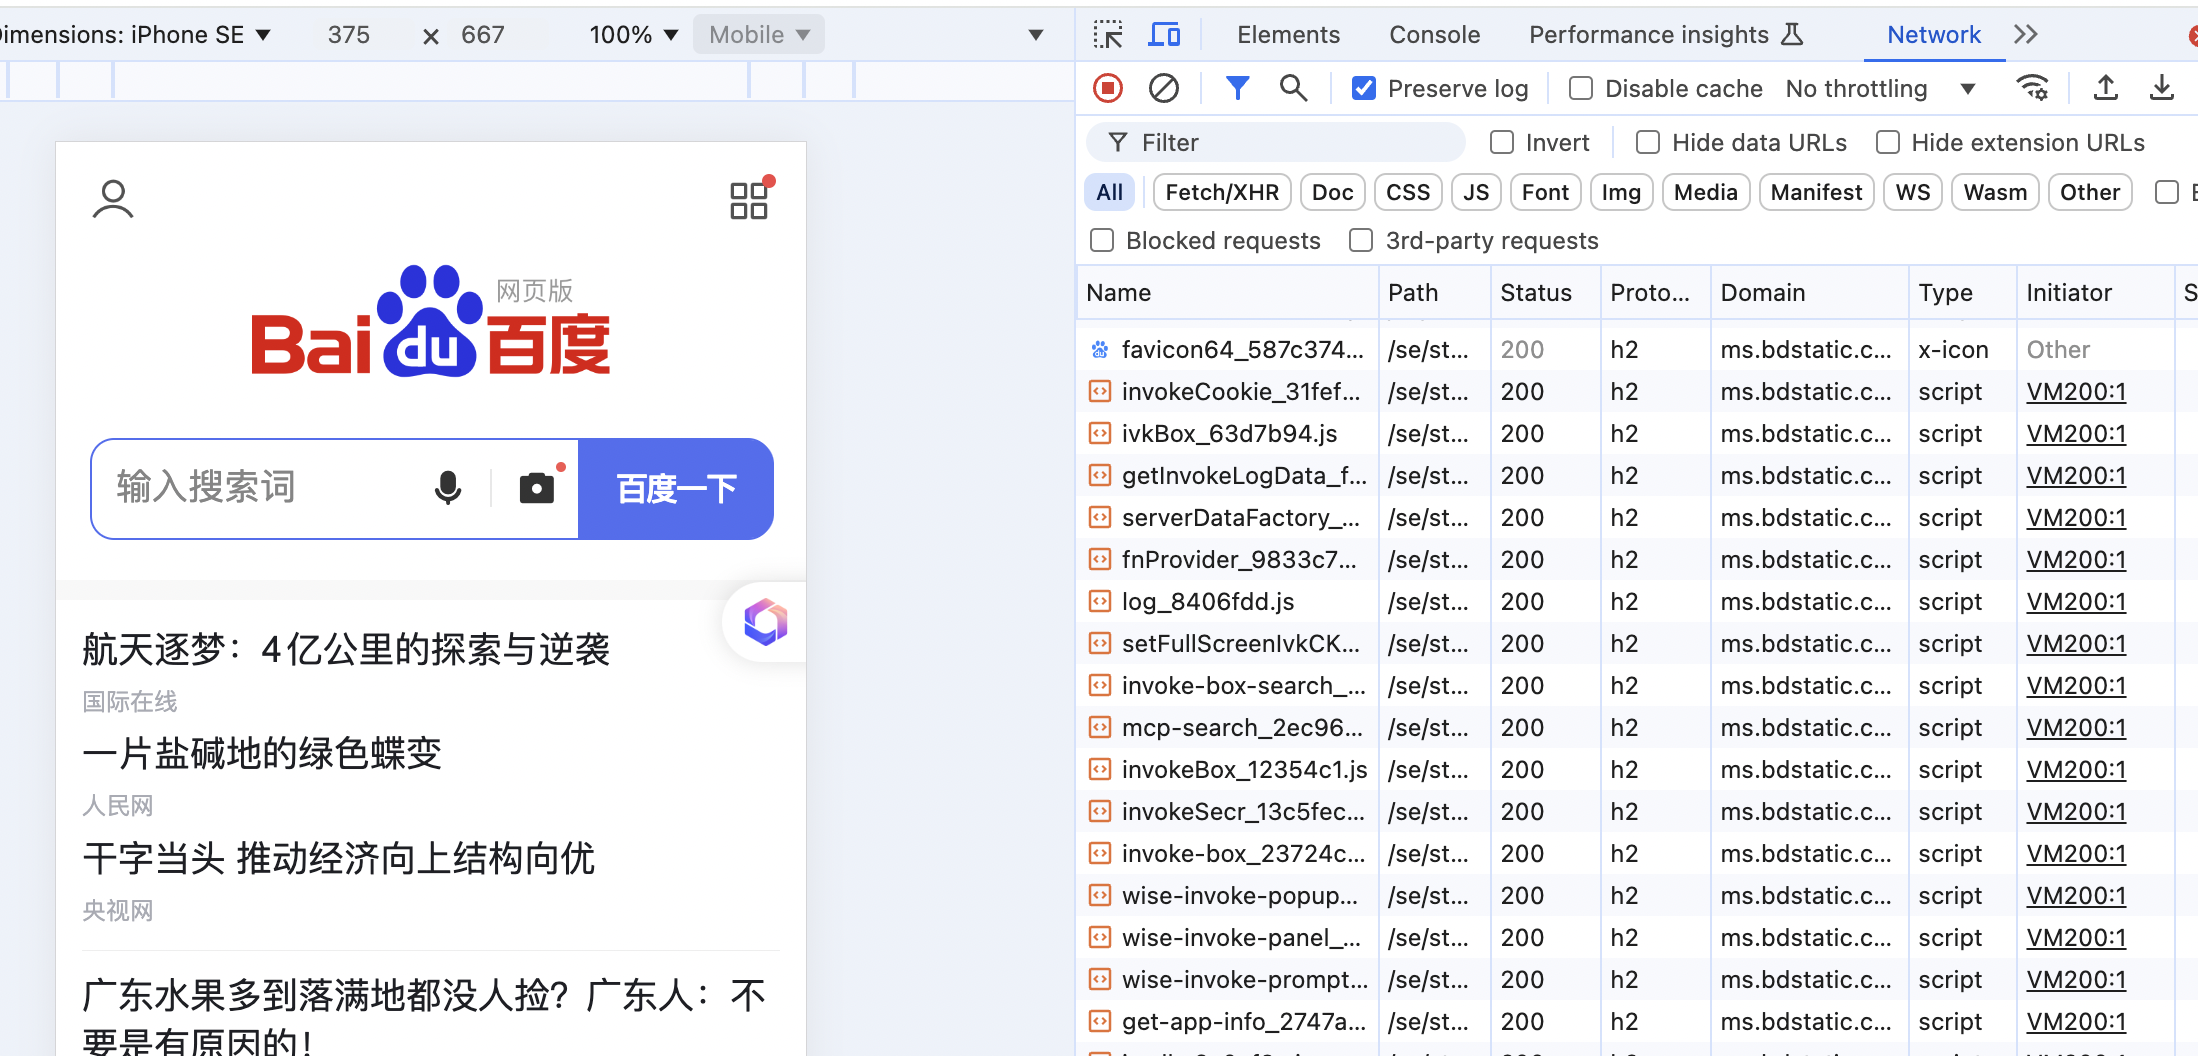 imensions: iPhone SE ▼ 375 × 667 100% ▼ Mobile ▼ ▼
Elements Console Performance insights Network
Preserve log Disable cache No throttling ▼
Filter Invert Hide data URLs Hide extension URLs
All Fetch/XHR Doc CSS JS Font Img Media Manifest WS Wasm Other
Blocked requests 3rd-party requests
Name Path Status Proto... Domain Type Initiator S
favicon64_587c374... /se/st... 200 h2 ms.bdstatic.c... x-icon Other
invokeCookie_31fef... /se/st... 200 h2 ms.bdstatic.c... script VM200:1
ivkBox_63d7b94.js /se/st... 200 h2 ms.bdstatic.c... script VM200:1
getInvokeLogData_f... /se/st... 200 h2 ms.bdstatic.c... script VM200:1
serverDataFactory_... /se/st... 200 h2 ms.bdstatic.c... script VM200:1
fnProvider_9833c7... /se/st... 200 h2 ms.bdstatic.c... script VM200:1
log_8406fdd.js /se/st... 200 h2 ms.bdstatic.c... script VM200:1
setFullScreenIvkCK... /se/st... 200 h2 ms.bdstatic.c... script VM200:1
invoke-box-search_... /se/st... 200 h2 ms.bdstatic.c... script VM200:1
mcp-search_2ec96... /se/st... 200 h2 ms.bdstatic.c... script VM200:1
invokeBox_12354c1.js /se/st... 200 h2 ms.bdstatic.c... script VM200:1
invokeSecr_13c5fec... /se/st... 200 h2 ms.bdstatic.c... script VM200:1
invoke-box_23724c... /se/st... 200 h2 ms.bdstatic.c... script VM200:1
wise-invoke-popup... /se/st... 200 h2 ms.bdstatic.c... script VM200:1
wise-invoke-panel_... /se/st... 200 h2 ms.bdstatic.c... script VM200:1
wise-invoke-prompt... /se/st... 200 h2 ms.bdstatic.c... script VM200:1
get-app-info_2747a... /se/st... 200 h2 ms.bdstatic.c... script VM200:1
网页版
Bai du 百度
输入搜索词 百度一下
航天逐梦：4亿公里的探索与逆袭
国际在线
一片盐碱地的绿色蝶变
人民网
干字当头 推动经济向上结构向优
央视网
广东水果多到落满地都没人捡？广东人：不
要是有原因的！